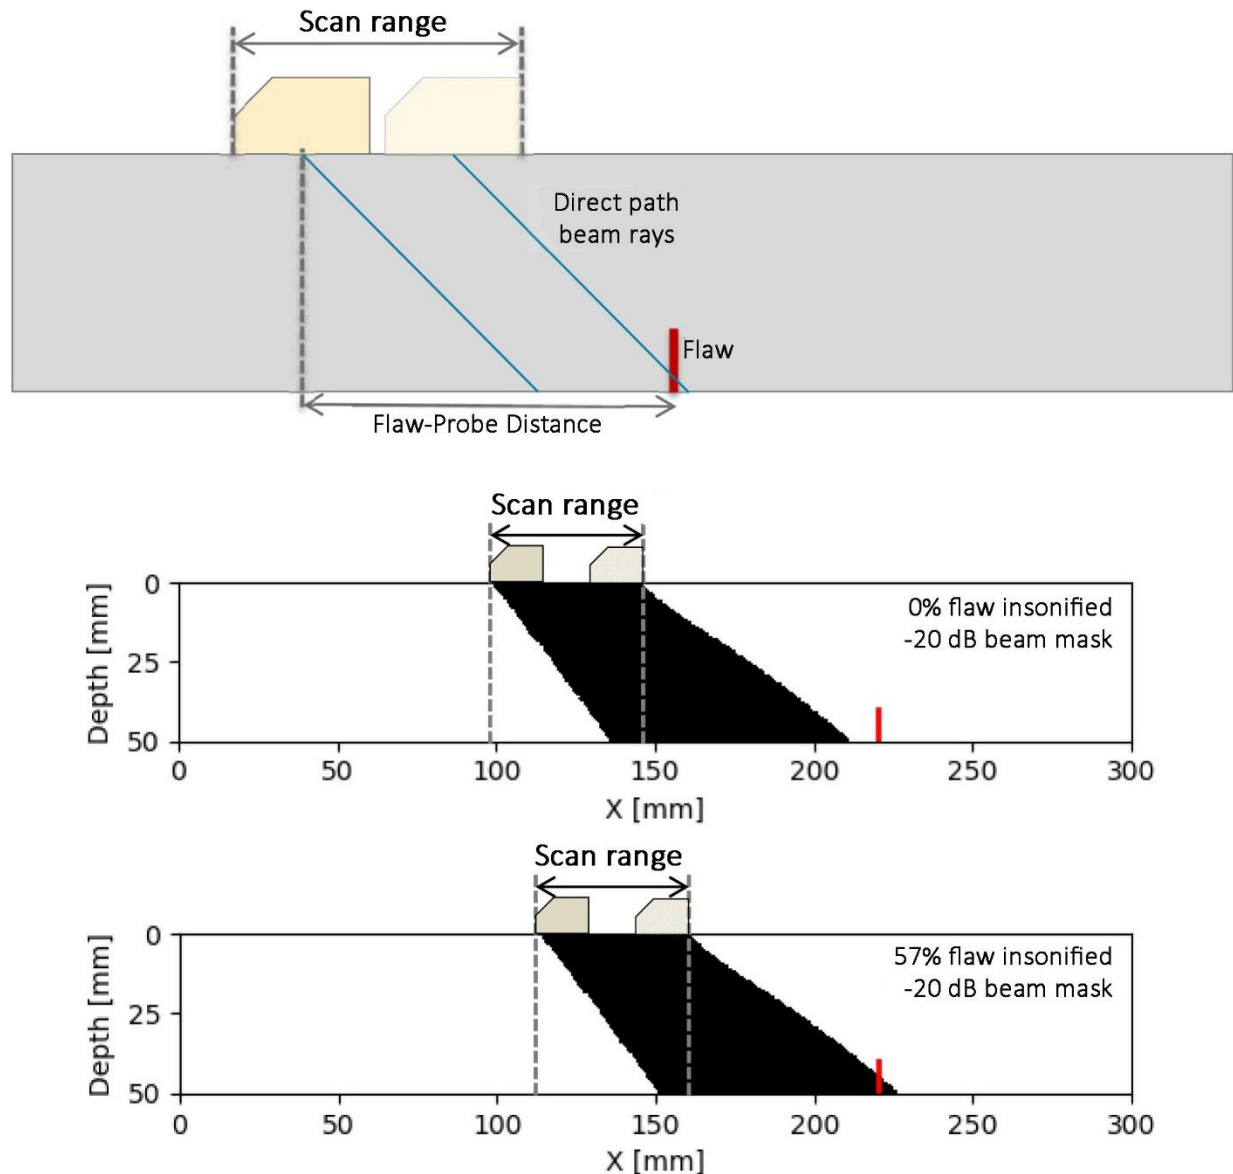 Scan range
Direct path
beam rays
Flaw
Flaw-Probe Distance
Scan range
0% flaw insonified
-20 dB beam mask
Depth [mm]
0
25
50
0 50 100 150 200 250 300
X [mm]
Scan range
57% flaw insonified
-20 dB beam mask
Depth [mm]
0
25
50
0 50 100 150 200 250 300
X [mm]